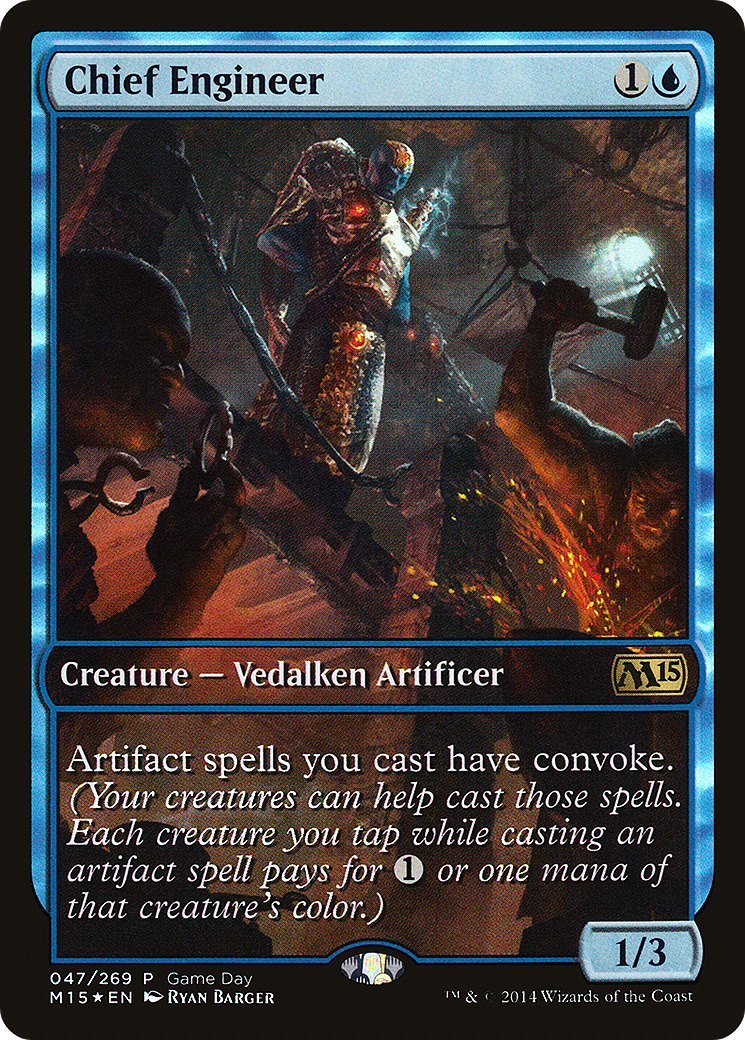 Chief Engineer 1
Creature — Vedalken Artificer M15
Artifact spells you cast have convoke.
(Your creatures can help cast those spells.
Each creature you tap while casting an
artifact spell pays for 1 or one mana of
that creature's color.)
1/3
047/269 P Game Day
M15★EN Ryan Barger
™ & © 2014 Wizards of the Coast